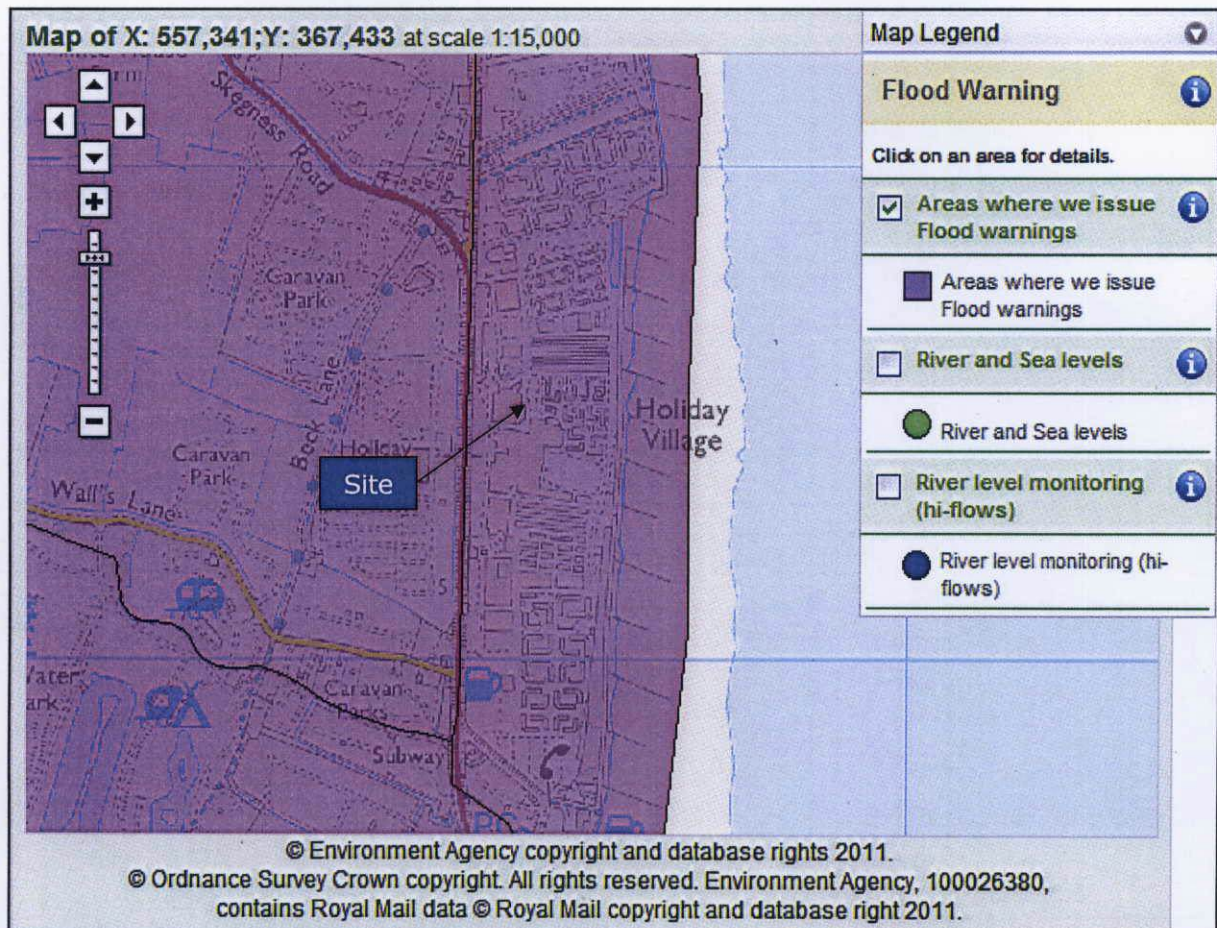 Map of X: 557,341;Y: 367,433 at scale 1:15,000
Map Legend
Flood Warning
Click on an area for details.
Areas where we issue
Flood warnings
Areas where we issue
Flood warnings
River and Sea levels
River and Sea levels
River level monitoring
(hi-flows)
River level monitoring (hi-
flows)
House
Farm
Skegness Road
Caravan
Park
Beck Lane
Holiday
Holiday
Village
Caravan
Park
Site
Wall's Lane
Caravan
Parks
Subway
© Environment Agency copyright and database rights 2011.
© Ordnance Survey Crown copyright. All rights reserved. Environment Agency, 100026380,
contains Royal Mail data © Royal Mail copyright and database right 2011.